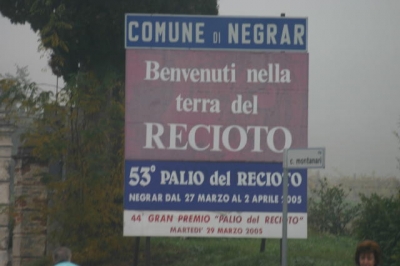 COMUNE DI NEGRAR
Benvenuti nella
terra del
RECIOTO
53° PALIO del RECIOTO
NEGRAR DAL 27 MARZO AL 2 APRILE 2005
44° GRAN PREMIO "PALIO del RECIOTO"
MARTEDI' 29 MARZO 2005
c. montanari